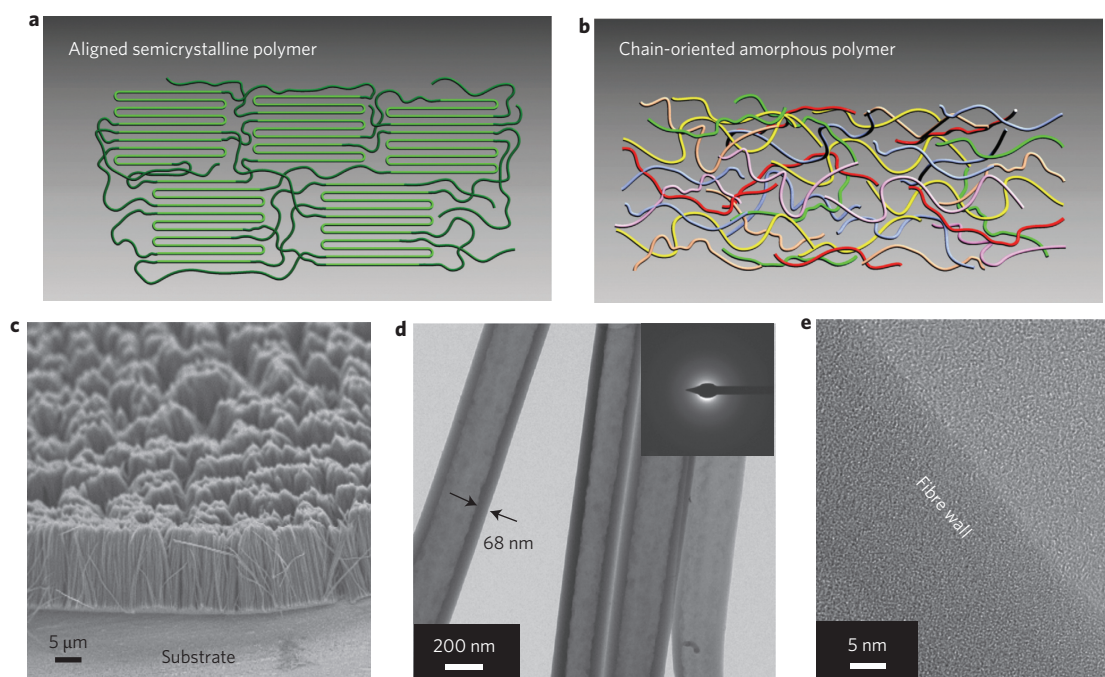 a
Aligned semicrystalline polymer
b
Chain-oriented amorphous polymer
c
5 μm
Substrate
d
68 nm
200 nm
e
Fibre wall
5 nm